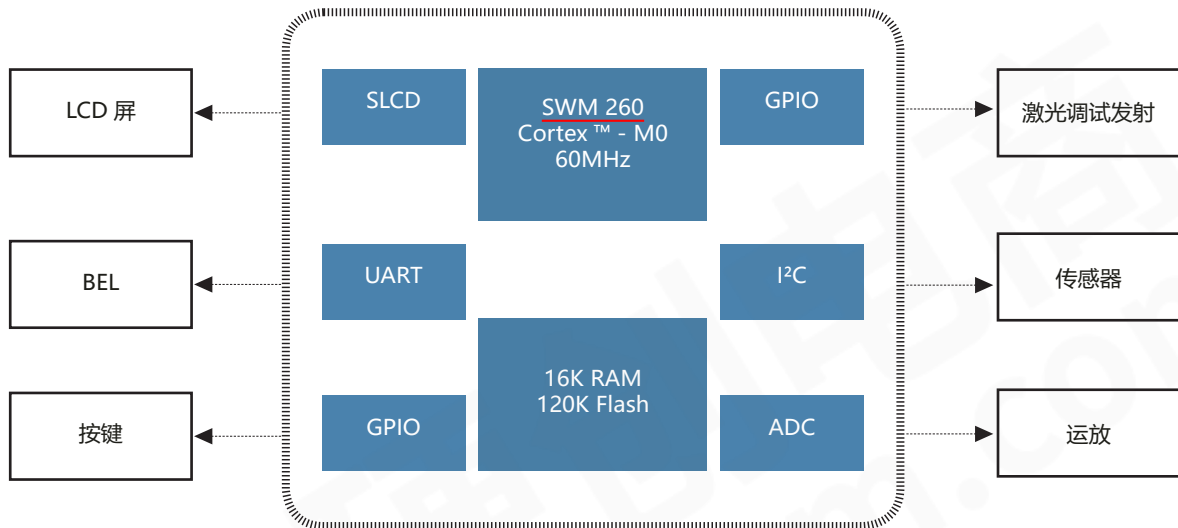 LCD 屏
SLCD
SWM 260
Cortex ™ - M0
60MHz
GPIO
激光调试发射
BEL
UART
I²C
传感器
按键
GPIO
16K RAM
120K Flash
ADC
运放